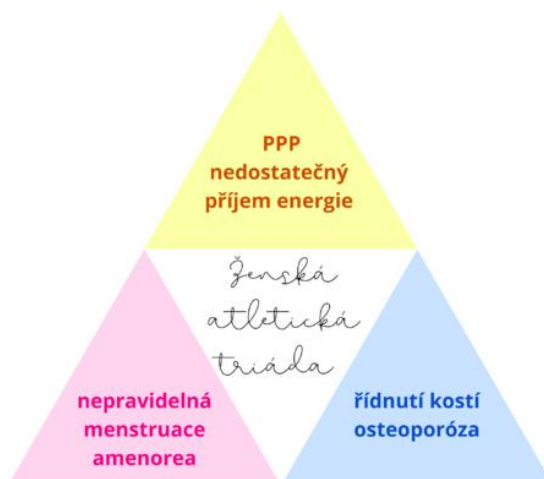 PPP
nedostatečný
příjem energie
Ženská
atletická
triáda
nepravidelná
menstruace
amenorea
řídnutí kostí
osteoporóza